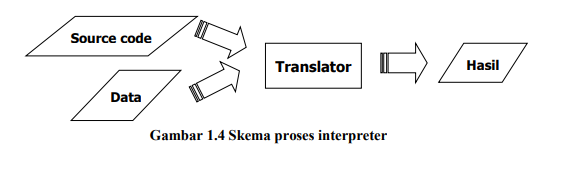 Source code
Data
Translator
Hasil
Gambar 1.4 Skema proses interpreter